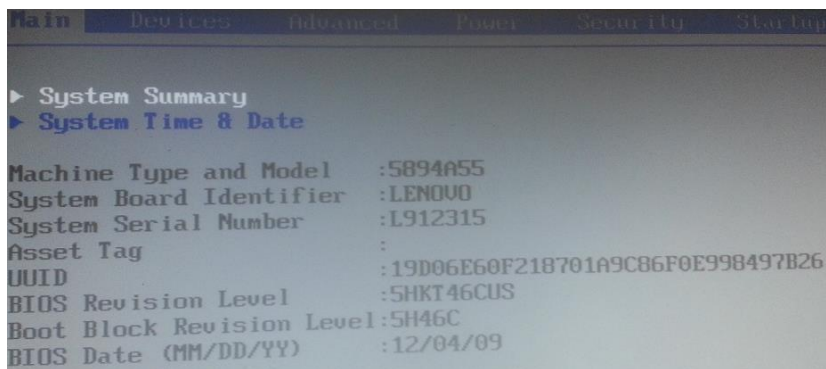 Main Devices Advanced Power Security Startup
▶ System Summary
▶ System Time & Date
Machine Type and Model :5894A55
System Board Identifier :LENOVO
System Serial Number :L912315
Asset Tag :
UUID :19D06E60F218701A9C86F0E998497B26
BIOS Revision Level :5HKT46CUS
Boot Block Revision Level:5H46C
BIOS Date (MM/DD/YY) :12/04/09